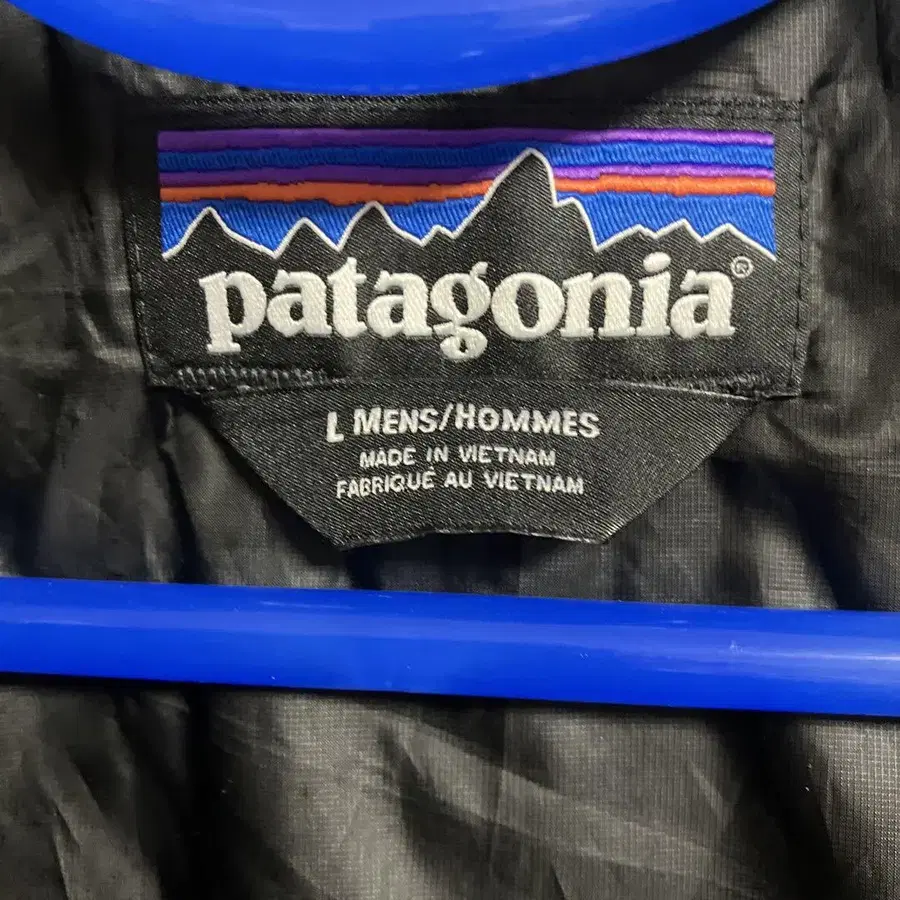 patagonia®
L MENS/HOMMES
MADE IN VIETNAM
FABRIQUÉ AU VIETNAM